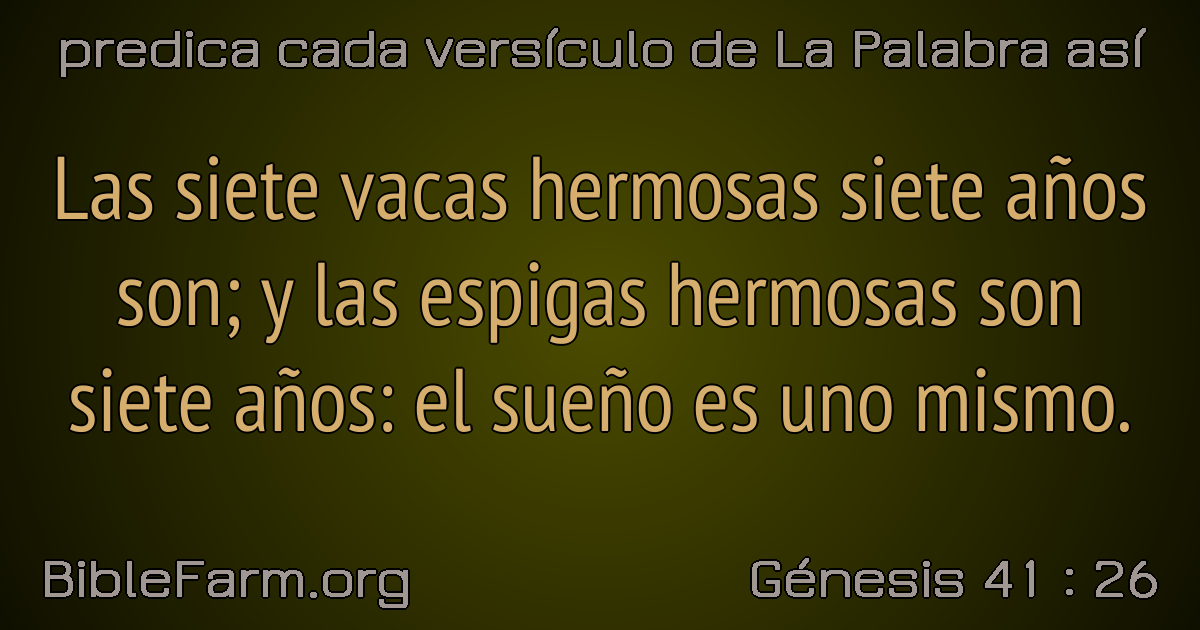 predica cada versículo de La Palabra así
Las siete vacas hermosas siete años
son; y las espigas hermosas son
siete años: el sueño es uno mismo.
BibleFarm.org
Génesis 41 : 26